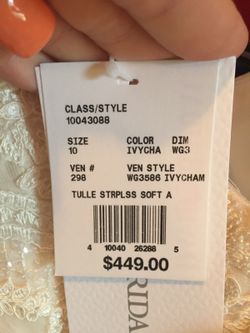 CLASS/STYLE
10043088
SIZE COLOR DIM
10 IVYCHA WG3
VEN # VEN STYLE
298 WG3586 IVYCHAM
TULLE STRPLSS SOFT A
4 10040 26288 5
$449.00
RIDA